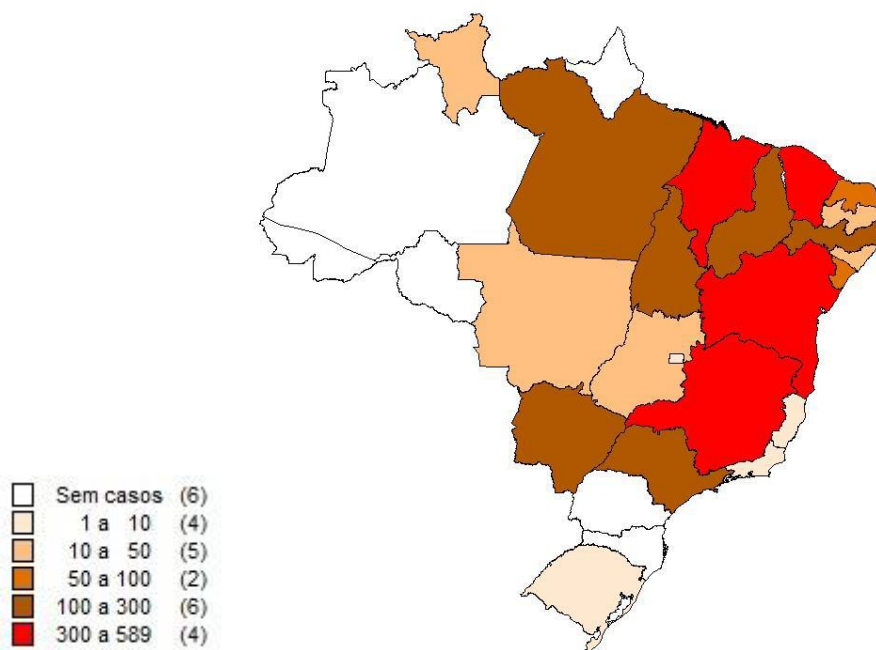 Sem casos (6)
1 a 10 (4)
10 a 50 (5)
50 a 100 (2)
100 a 300 (6)
300 a 589 (4)